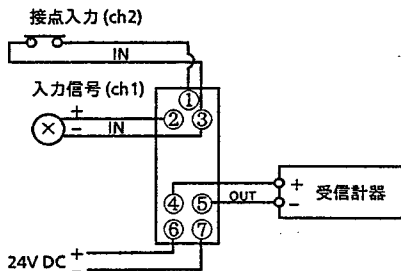 接点入力 (ch2)
IN
入力信号 (ch1)
+
− IN
① 
② ③
④ ⑤
⑥ ⑦
OUT
+
−
受信計器
24V DC +
−